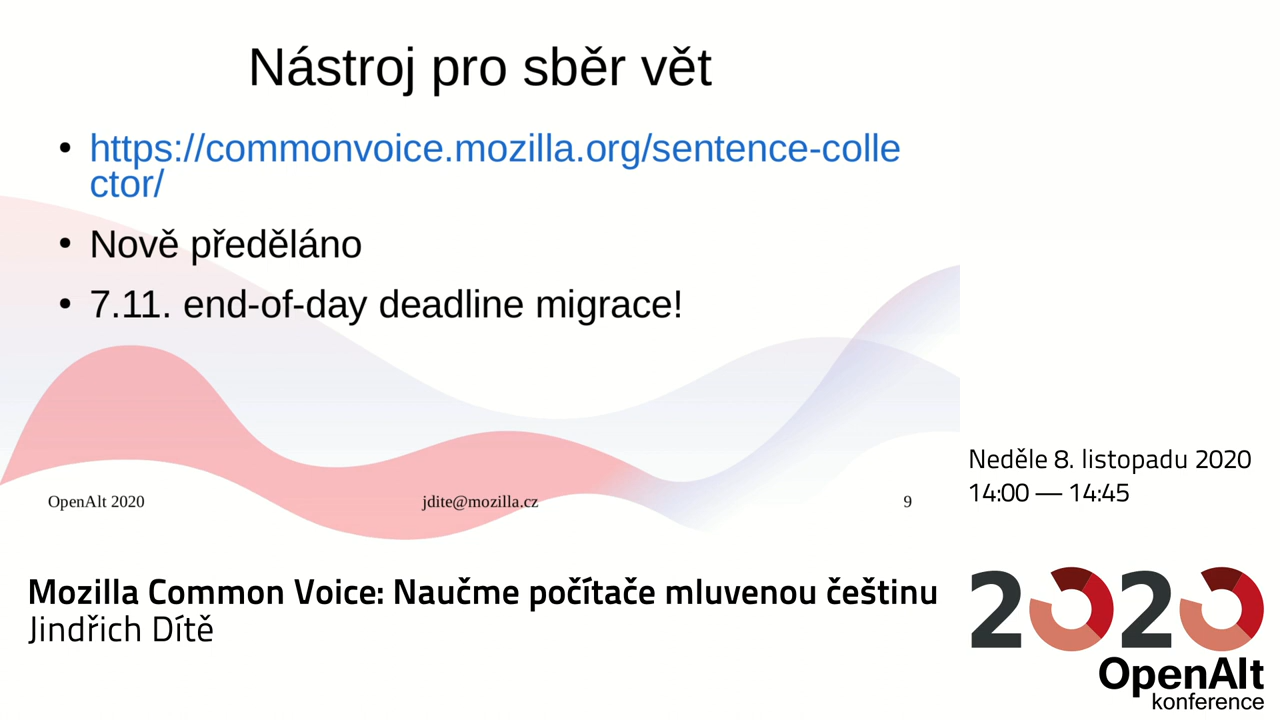 Nástroj pro sběr vět
• https://commonvoice.mozilla.org/sentence-colle
ctor/
• Nově předěláno
• 7.11. end-of-day deadline migrace!
OpenAlt 2020
jdite@mozilla.cz
9
Neděle 8. listopadu 2020
14:00 — 14:45
Mozilla Common Voice: Naučme počítače mluvenou češtinu
Jindřich Dítě
2020
OpenAlt
konference